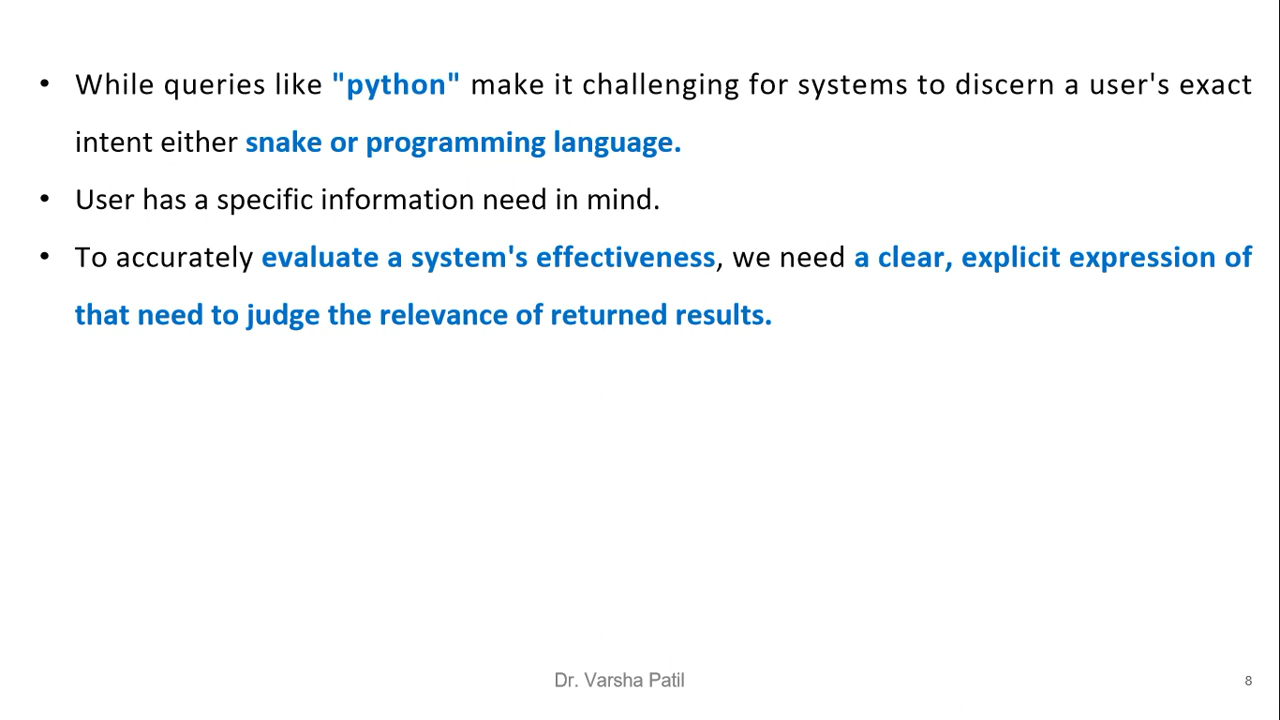 • While queries like "python" make it challenging for systems to discern a user's exact
intent either snake or programming language.
• User has a specific information need in mind.
• To accurately evaluate a system's effectiveness, we need a clear, explicit expression of
that need to judge the relevance of returned results.
Dr. Varsha Patil
8